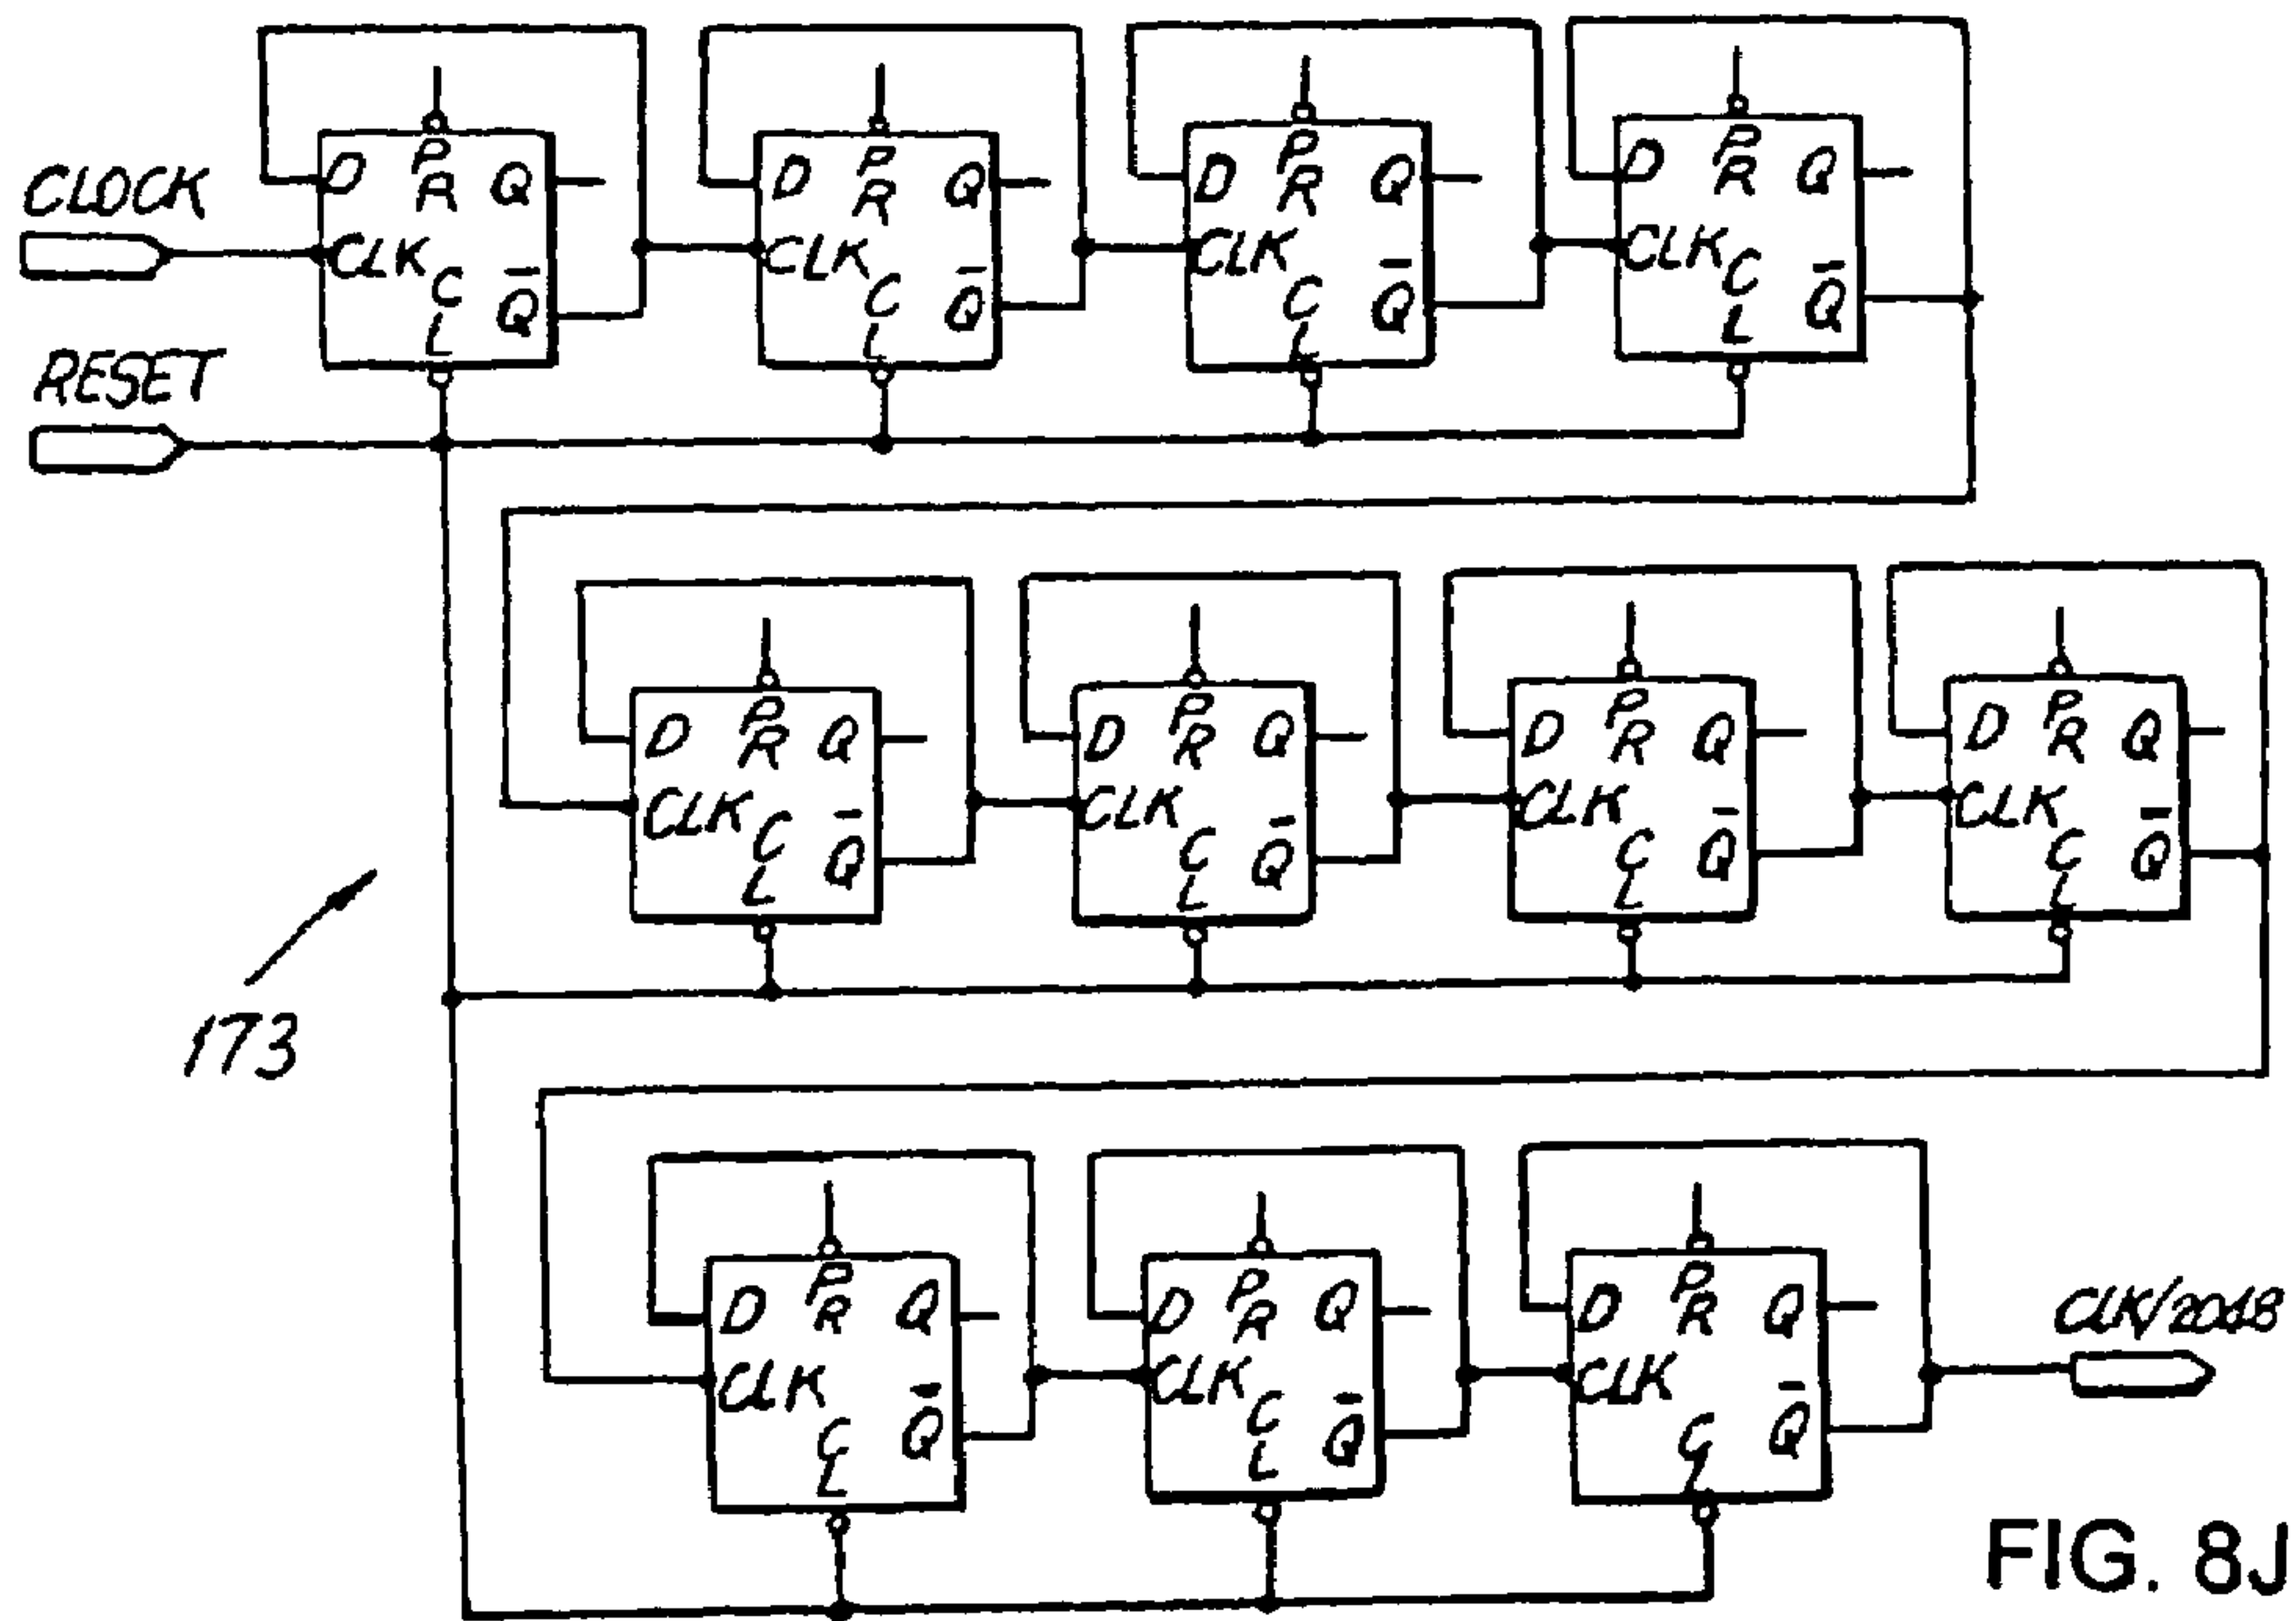 CLOCK
RESET
D PR Q
CLK CL Q̅
D PR Q
CLK CL Q̅
D PR Q
CLK CL Q̅
D PR Q
CLK CL Q̅
D PR Q
CLK CL Q̅
D PR Q
CLK CL Q̅
D PR Q
CLK CL Q̅
D PR Q
CLK CL Q̅
173
D PR Q
CLK CL Q̅
D PR Q
CLK CL Q̅
D PR Q
CLK CL Q̅
CLK/2048
FIG. 8J